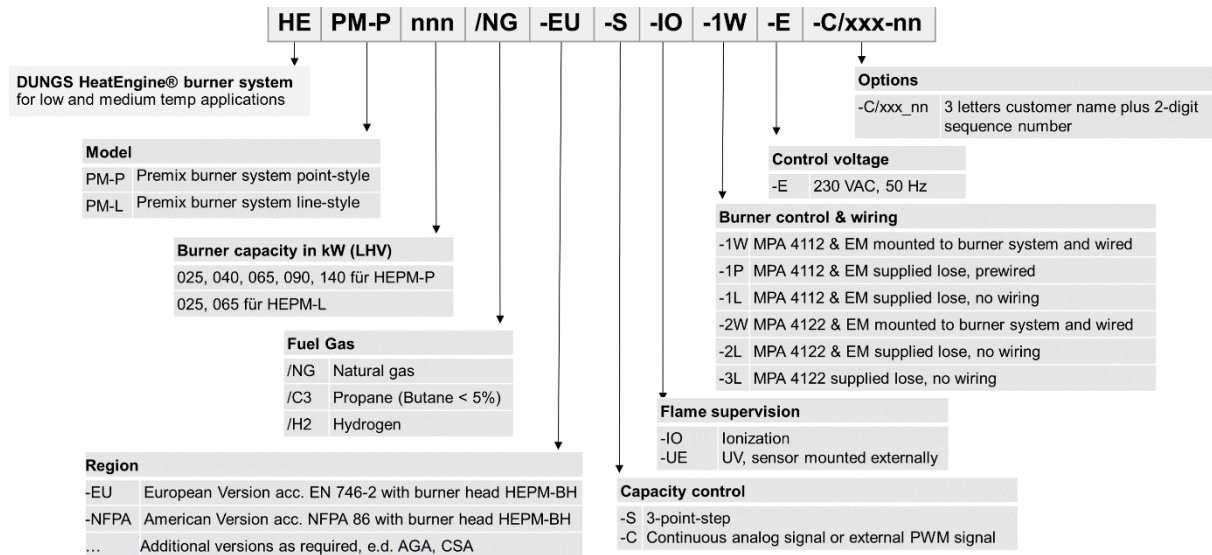 HE PM-P nnn /NG -EU -S -IO -1W -E -C/xxx-nn
DUNGS HeatEngine® burner system
for low and medium temp applications
Options
-C/xxx_nn 3 letters customer name plus 2-digit
sequence number
Model
PM-P Premix burner system point-style
PM-L Premix burner system line-style
Control voltage
-E 230 VAC, 50 Hz
Burner control & wiring
-1W MPA 4112 & EM mounted to burner system and wired
-1P MPA 4112 & EM supplied lose, prewired
-1L MPA 4112 & EM supplied lose, no wiring
-2W MPA 4122 & EM mounted to burner system and wired
-2L MPA 4122 & EM supplied lose, no wiring
-3L MPA 4122 supplied lose, no wiring
Burner capacity in kW (LHV)
025, 040, 065, 090, 140 für HEPM-P
025, 065 für HEPM-L
Fuel Gas
/NG Natural gas
/C3 Propane (Butane < 5%)
/H2 Hydrogen
Flame supervision
-IO Ionization
-UE UV, sensor mounted externally
Region
-EU European Version acc. EN 746-2 with burner head HEPM-BH
-NFPA American Version acc. NFPA 86 with burner head HEPM-BH
... Additional versions as required, e.d. AGA, CSA
Capacity control
-S 3-point-step
-C Continuous analog signal or external PWM signal